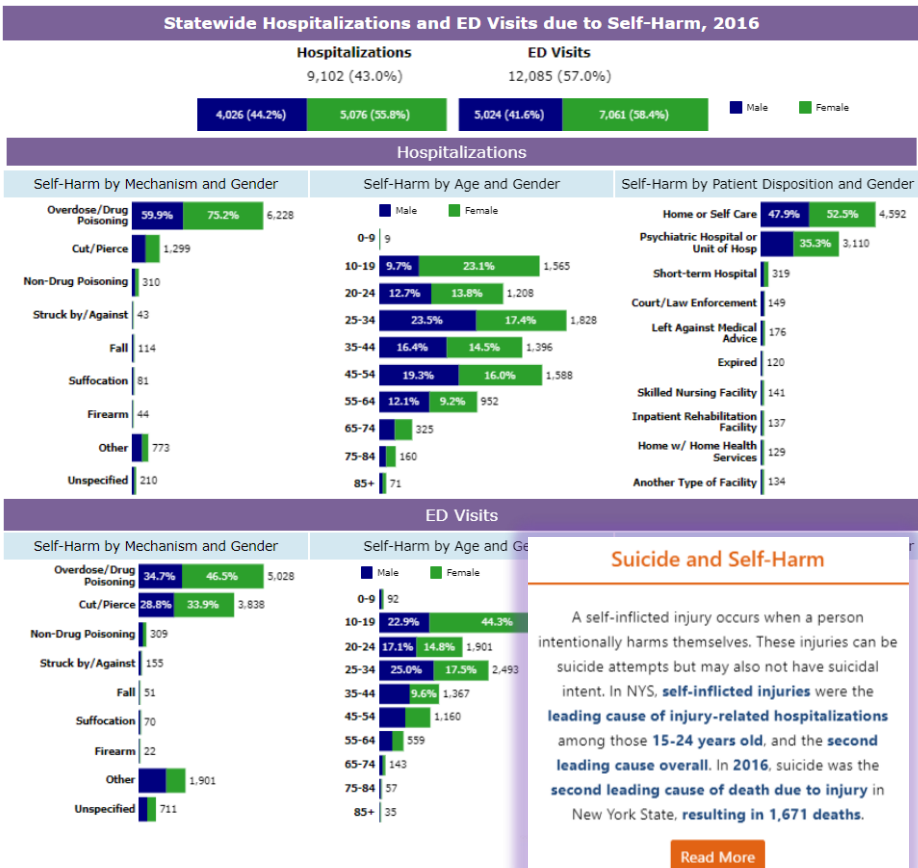 Statewide Hospitalizations and ED Visits due to Self-Harm, 2016
Hospitalizations
9,102 (43.0%)
ED Visits
12,085 (57.0%)
4,026 (44.2%)
5,076 (55.8%)
5,024 (41.6%)
7,061 (58.4%)
Male
Female
Hospitalizations
Self-Harm by Mechanism and Gender
Overdose/Drug
Poisoning
59.9%
75.2%
6,228
Cut/Pierce
1,299
Non-Drug Poisoning
310
Struck by/Against
43
Fall
114
Suffocation
81
Firearm
44
Other
773
Unspecified
210
Self-Harm by Age and Gender
Male
Female
0-9
9
10-19
9.7%
23.1%
1,565
20-24
12.7%
13.8%
1,208
25-34
23.5%
17.4%
1,828
35-44
16.4%
14.5%
1,396
45-54
19.3%
16.0%
1,588
55-64
12.1%
9.2%
952
65-74
325
75-84
160
85+
71
Self-Harm by Patient Disposition and Gender
Home or Self Care
47.9%
52.5%
4,592
Psychiatric Hospital or
Unit of Hosp
35.3%
3,110
Short-term Hospital
319
Court/Law Enforcement
149
Left Against Medical
Advice
176
Expired
120
Skilled Nursing Facility
141
Inpatient Rehabilitation
Facility
137
Home w/ Home Health
Services
129
Another Type of Facility
134
ED Visits
Self-Harm by Mechanism and Gender
Overdose/Drug
Poisoning
34.7%
46.5%
5,028
Cut/Pierce
28.8%
33.9%
3,838
Non-Drug Poisoning
309
Struck by/Against
155
Fall
51
Suffocation
70
Firearm
22
Other
1,901
Unspecified
711
Self-Harm by Age and Ge
Male
Female
0-9
92
10-19
22.9%
44.3%
20-24
17.1%
14.8%
1,901
25-34
25.0%
17.5%
2,493
35-44
9.6%
1,367
45-54
1,160
55-64
559
65-74
143
75-84
57
85+
35
Suicide and Self-Harm
A self-inflicted injury occurs when a person
intentionally harms themselves. These injuries can be
suicide attempts but may also not have suicidal
intent. In NYS, self-inflicted injuries were the
leading cause of injury-related hospitalizations
among those 15-24 years old, and the second
leading cause overall. In 2016, suicide was the
second leading cause of death due to injury in
New York State, resulting in 1,671 deaths.
Read More